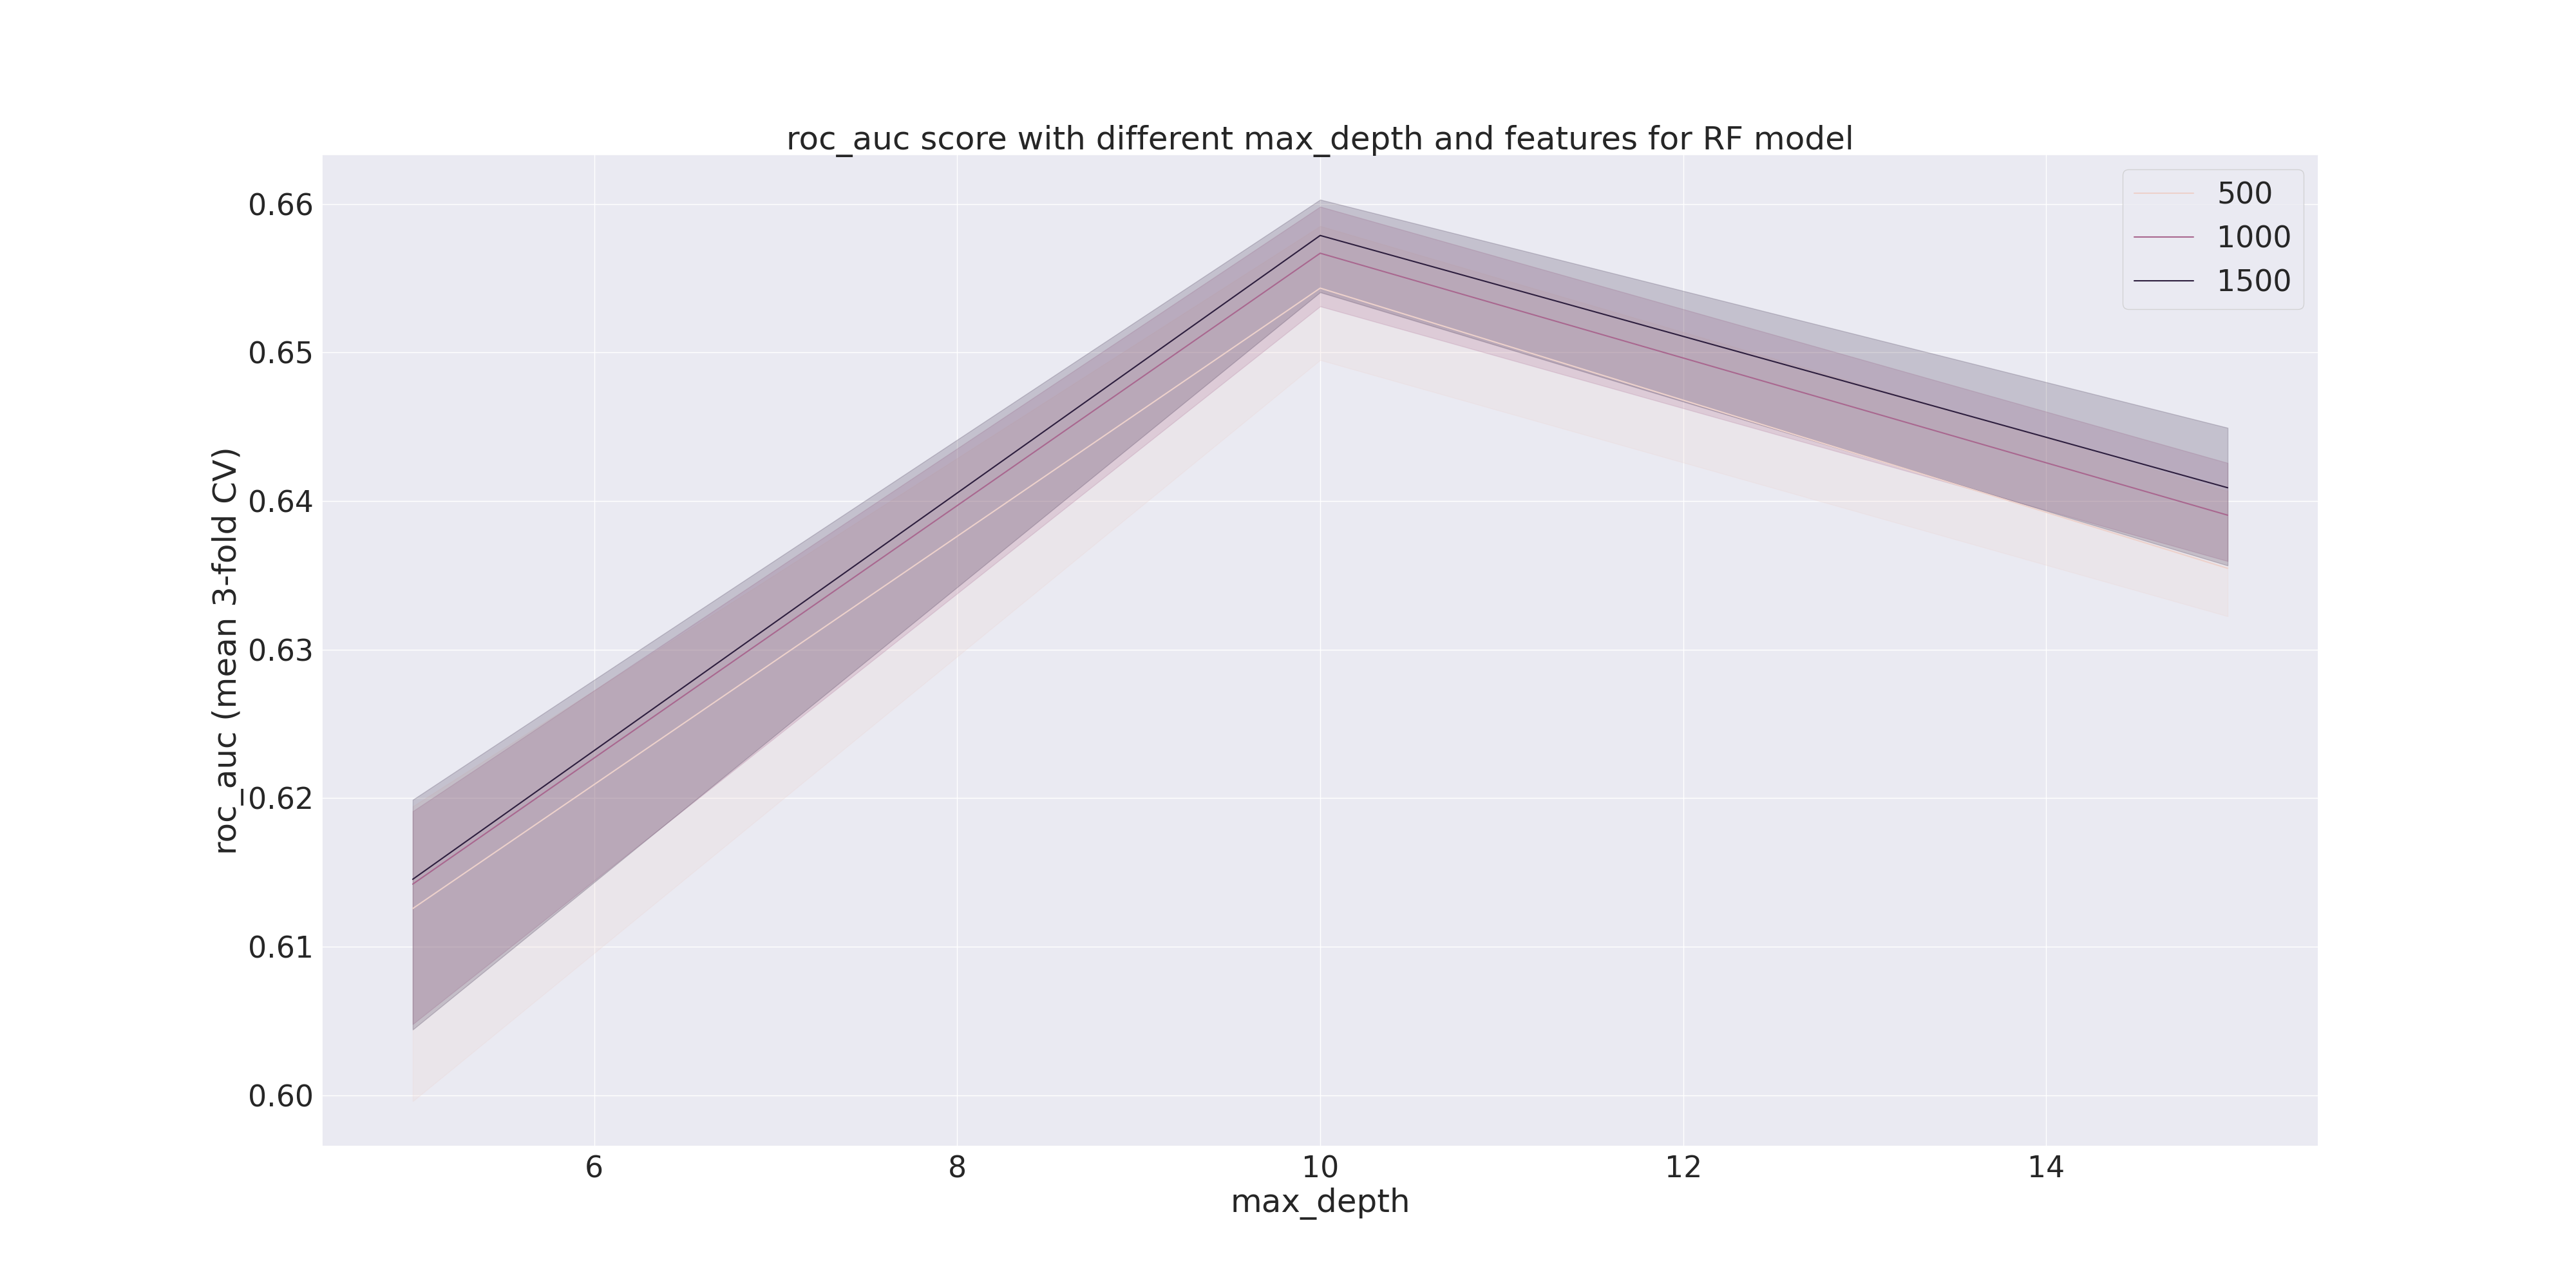 roc_auc score with different max_depth and features for RF model
500
1000
1500
roc_auc (mean 3-fold CV)
0.66
0.65
0.64
0.63
0.62
0.61
0.60
6 8 10 12 14
max_depth